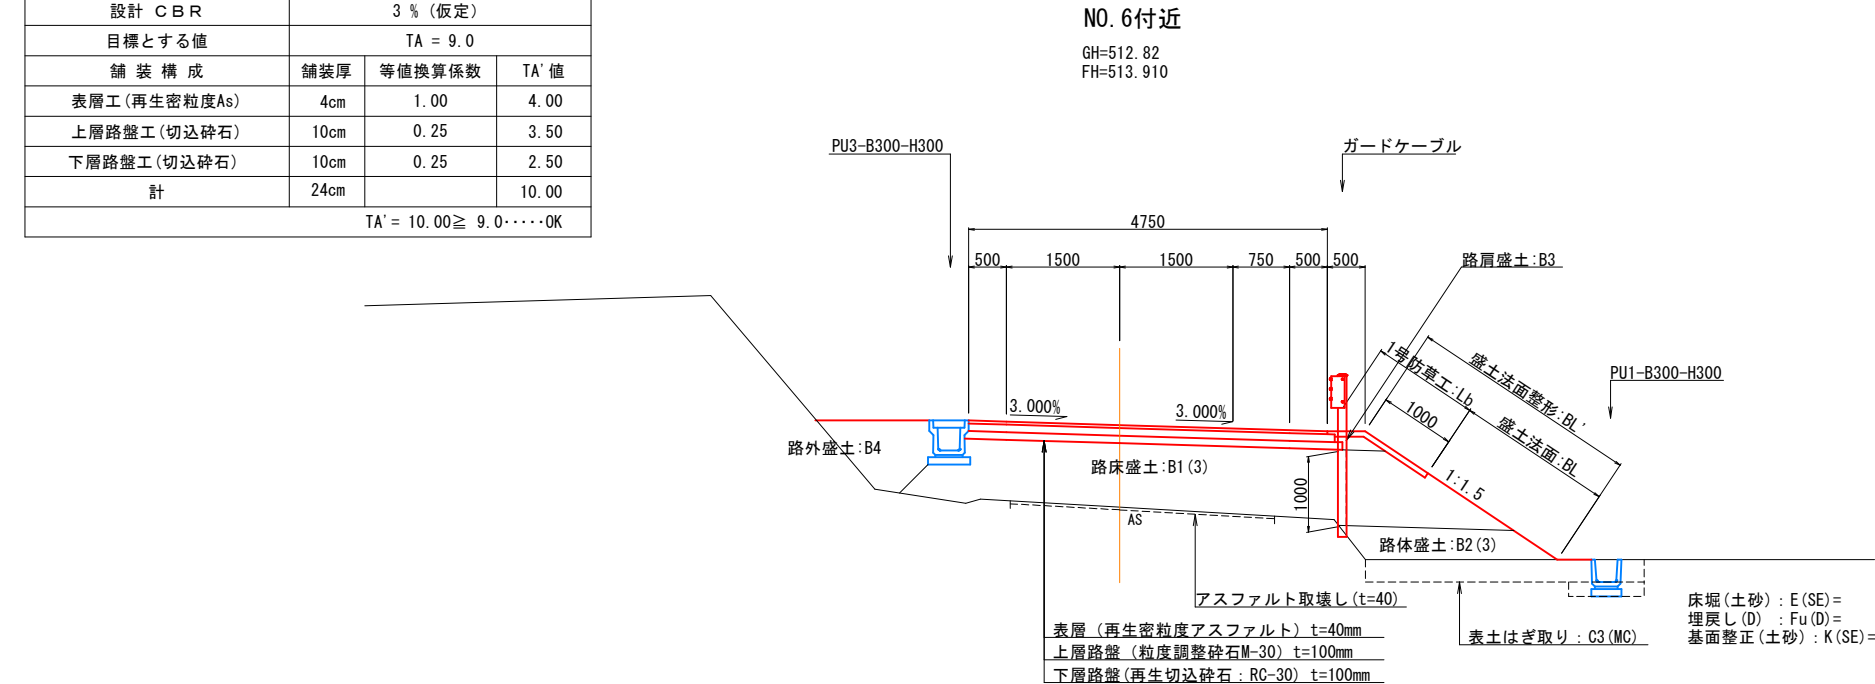 設計 CBR 3 % (仮定)
目標とする値 TA = 9.0
舗 装 構 成 舗装厚 等値換算係数 TA'値
表層工(再生密粒度As) 4cm 1.00 4.00
上層路盤工(切込砕石) 10cm 0.25 3.50
下層路盤工(切込砕石) 10cm 0.25 2.50
計 24cm 10.00
TA'= 10.00≧ 9.0‥‥‥OK
NO.6付近
GH=512.82
FH=513.910
PU3-B300-H300
ガードケーブル
4750
500 1500 1500 750 500 500
路肩盛土:B3
1号防草工:Lb
盛土法面整形:BL'
PU1-B300-H300
1000
盛土法面:BL
3.000%
3.000%
1:1.5
路外盛土:B4
路床盛土:B1(3)
1000
AS
路体盛土:B2(3)
アスファルト取壊し(t=40)
表層 (再生密粒度アスファルト) t=40mm
上層路盤 (粒度調整砕石M-30) t=100mm
下層路盤(再生切込砕石:RC-30) t=100mm
表土はぎ取り:C3(MC)
床堀(土砂):E(SE)=
埋戻し(D) :Fu(D)=
基面整正(土砂):K(SE)=